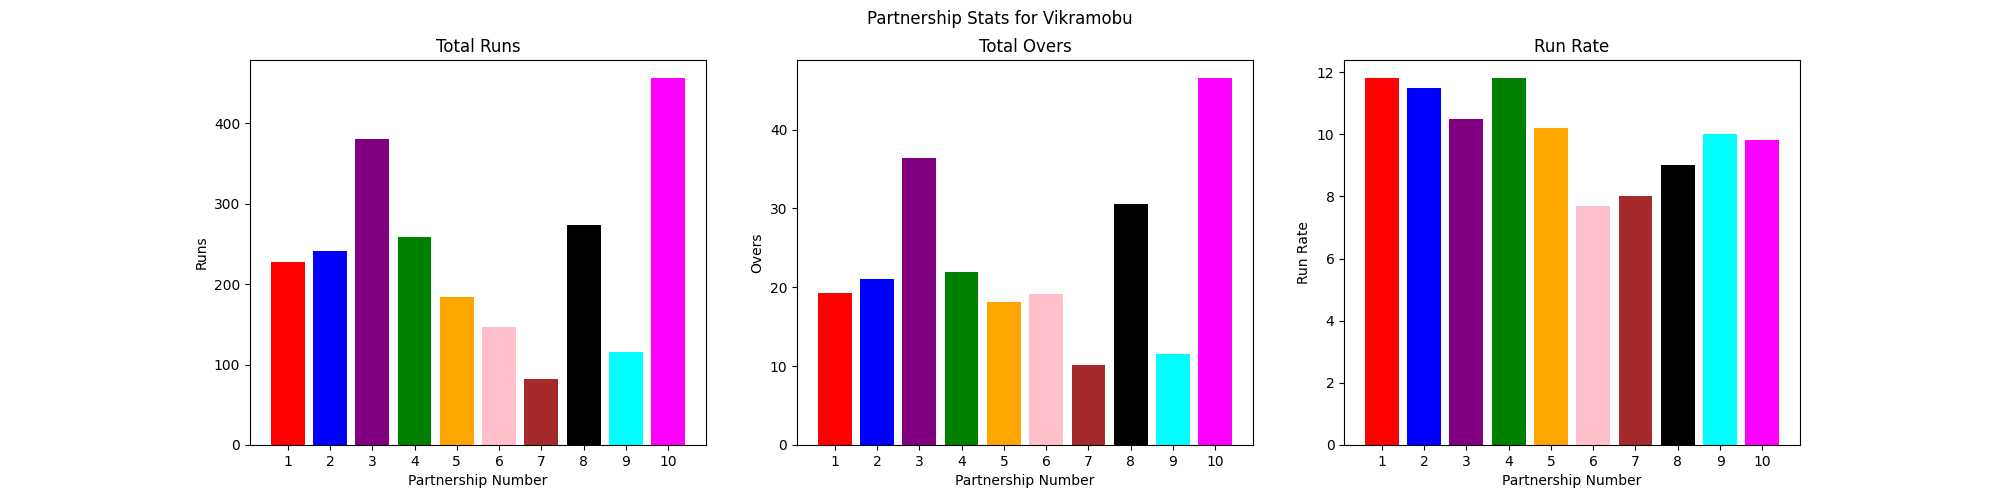 Partnership Stats for Vikramobu
Total Runs
Runs
400
300
200
100
0
1 2 3 4 5 6 7 8 9 10
Partnership Number
Total Overs
Overs
40
30
20
10
0
1 2 3 4 5 6 7 8 9 10
Partnership Number
Run Rate
Run Rate
12
10
8
6
4
2
0
1 2 3 4 5 6 7 8 9 10
Partnership Number